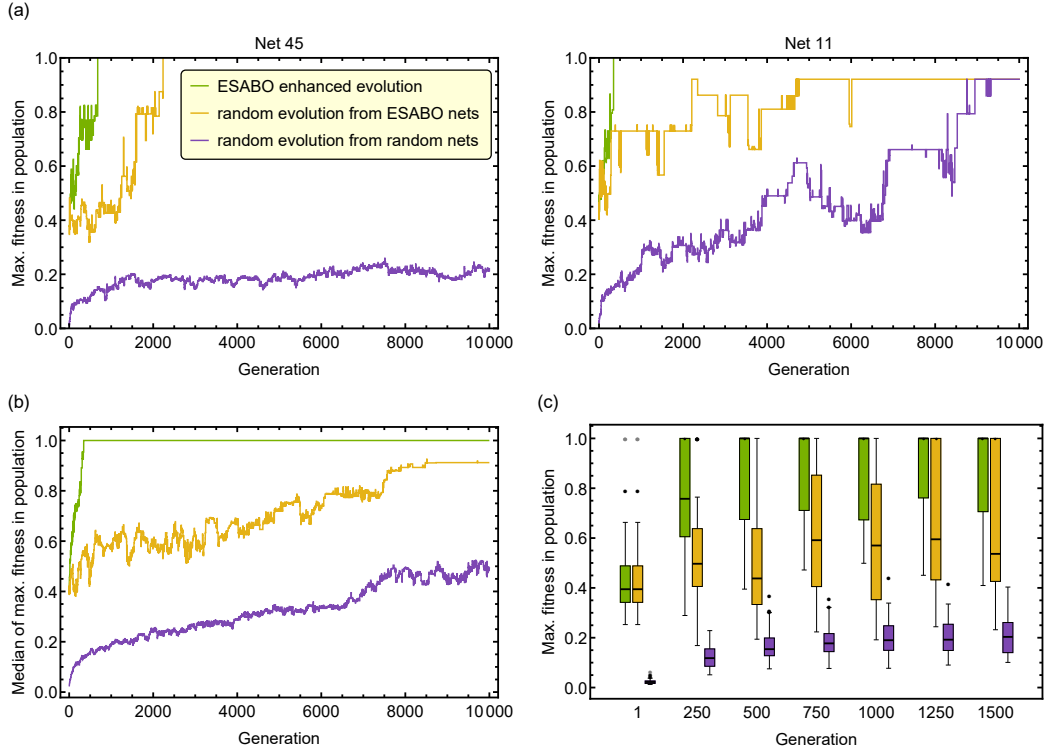 (a)
Net 45
Max. fitness in population
1.0
0.8
0.6
0.4
0.2
0.0
ESABO enhanced evolution
random evolution from ESABO nets
random evolution from random nets
0 2000 4000 6000 8000 10 000
Generation
Net 11
Max. fitness in population
1.0
0.8
0.6
0.4
0.2
0.0
0 2000 4000 6000 8000 10 000
Generation
(b)
Median of max. fitness in population
1.0
0.8
0.6
0.4
0.2
0.0
0 2000 4000 6000 8000 10 000
Generation
(c)
Max. fitness in population
1.0
0.8
0.6
0.4
0.2
0.0
1 250 500 750 1000 1250 1500
Generation